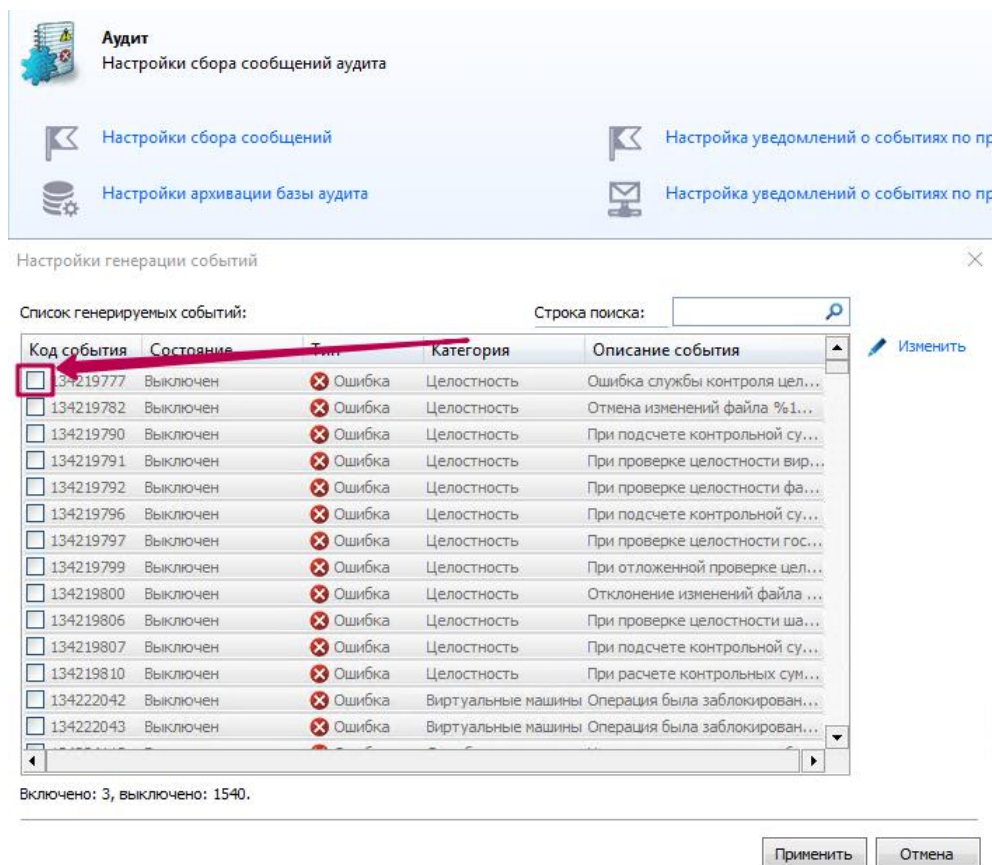 Аудит
Настройки сбора сообщений аудита
Настройки сбора сообщений
Настройка уведомлений о событиях по пр
Настройки архивации базы аудита
Настройка уведомлений о событиях по пр
Настройки генерации событий
Список генерируемых событий:
Строка поиска:
Изменить
Код события Состояние Тип Категория Описание события
134219777 Выключен Ошибка Целостность Ошибка службы контроля цел...
134219782 Выключен Ошибка Целостность Отмена изменений файла %1...
134219790 Выключен Ошибка Целостность При подсчете контрольной су...
134219791 Выключен Ошибка Целостность При проверке целостности вир...
134219792 Выключен Ошибка Целостность При проверке целостности фа...
134219796 Выключен Ошибка Целостность При подсчете контрольной су...
134219797 Выключен Ошибка Целостность При проверке целостности гос...
134219799 Выключен Ошибка Целостность При отложенной проверке цел...
134219800 Выключен Ошибка Целостность Отклонение изменений файла ...
134219806 Выключен Ошибка Целостность При проверке целостности ша...
134219807 Выключен Ошибка Целостность При подсчете контрольной су...
134219810 Выключен Ошибка Целостность При расчете контрольных сум...
134222042 Выключен Ошибка Виртуальные машины Операция была заблокирован...
134222043 Выключен Ошибка Виртуальные машины Операция была заблокирован...
Включено: 3, выключено: 1540.
Применить
Отмена